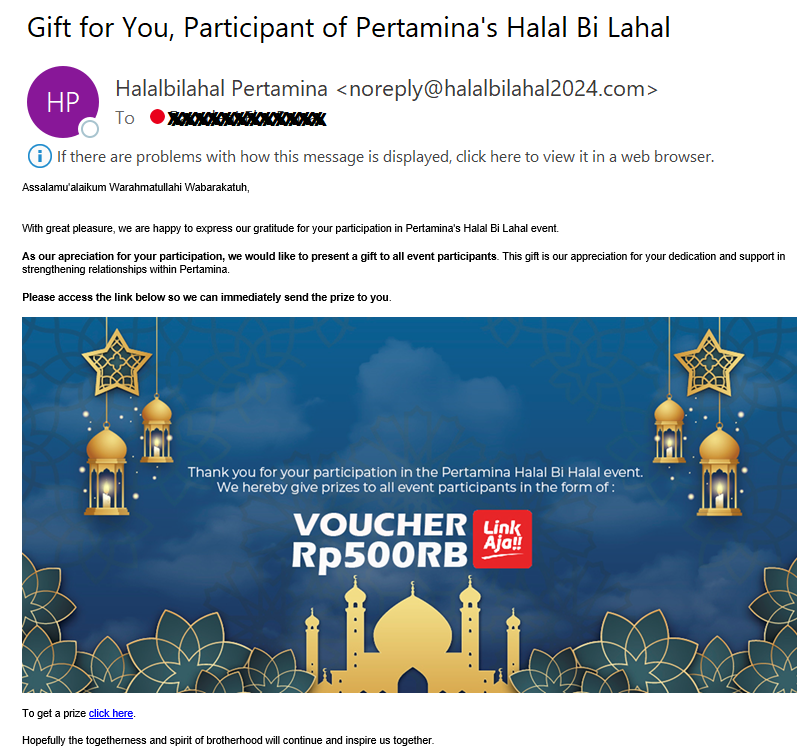 Gift for You, Participant of Pertamina's Halal Bi Lahal
HP
Halalbilahal Pertamina <noreply@halalbilahal2024.com>
To
If there are problems with how this message is displayed, click here to view it in a web browser.
Assalamu'alaikum Warahmatullahi Wabarakatuh,
With great pleasure, we are happy to express our gratitude for your participation in Pertamina's Halal Bi Lahal event.
As our apreciation for your participation, we would like to present a gift to all event participants. This gift is our appreciation for your dedication and support in
strengthening relationships within Pertamina.
Please access the link below so we can immediately send the prize to you.
Thank you for your participation in the Pertamina Halal Bi Halal event.
We hereby give prizes to all event participants in the form of :
VOUCHER
Rp500RB
Link
Aja!!
To get a prize click here.
Hopefully the togetherness and spirit of brotherhood will continue and inspire us together.